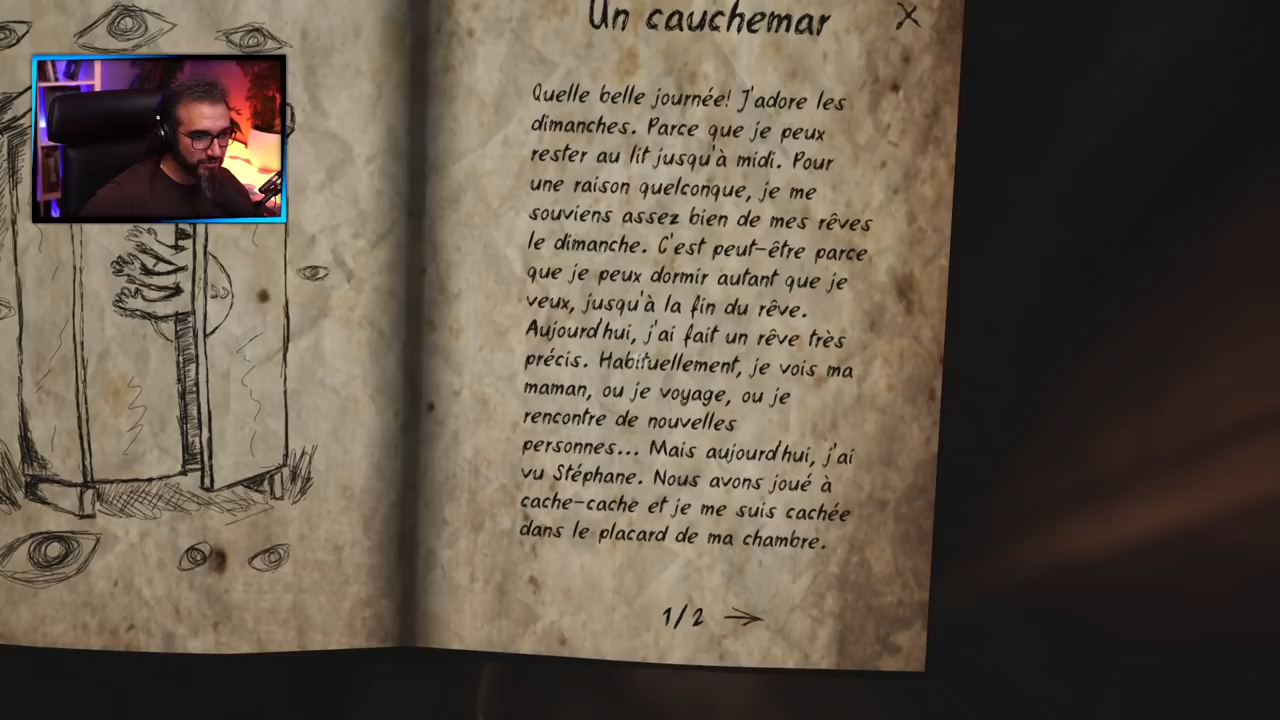 Un cauchemar
Quelle belle journée! J'adore les
dimanches. Parce que je peux
rester au lit jusqu'à midi. Pour
une raison quelconque, je me
souviens assez bien de mes rêves
le dimanche. C'est peut-être parce
que je peux dormir autant que je
veux, jusqu'à la fin du rêve.
Aujourd'hui, j'ai fait un rêve très
précis. Habituellement, je vois ma
maman, ou je voyage, ou je
rencontre de nouvelles
personnes... Mais aujourd'hui, j'ai
vu Stéphane. Nous avons joué à
cache-cache et je me suis cachée
dans le placard de ma chambre.
1/2